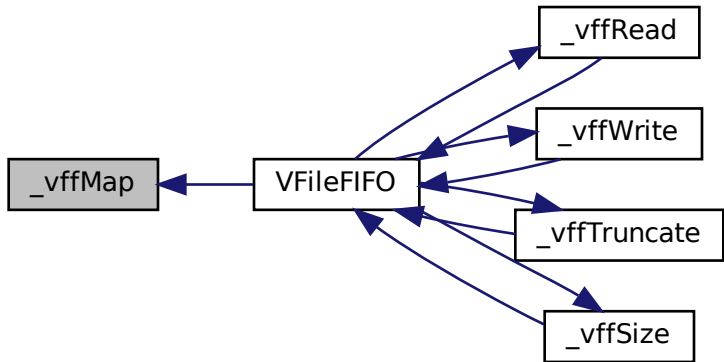 _vffRead
_vffWrite
_vffMap
VFileFIFO
_vffTruncate
_vffSize